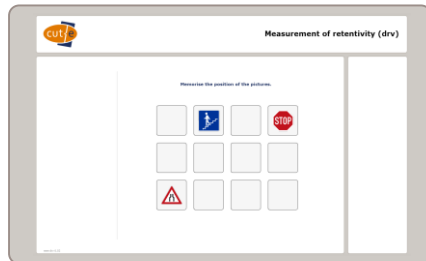 cut-e
Measurement of retentivity (drv)
Memorise the position of the pictures.
STOP